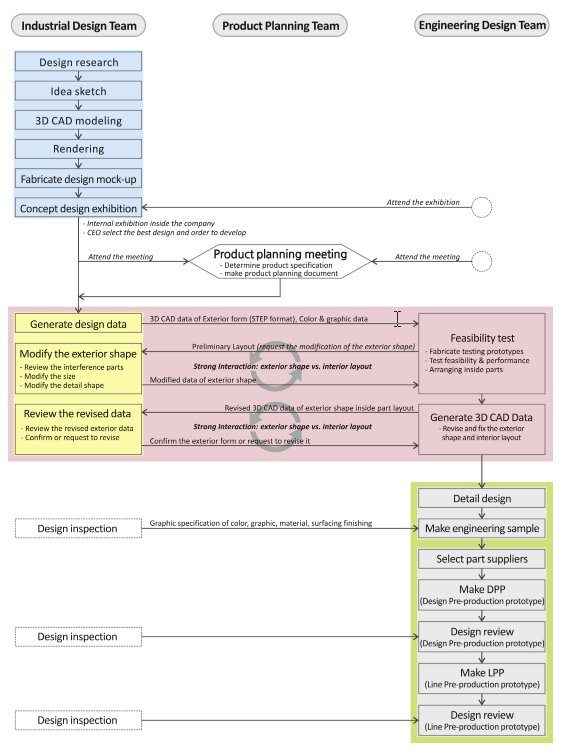 Industrial Design Team
Product Planning Team
Engineering Design Team
Design research
Idea sketch
3D CAD modeling
Rendering
Fabricate design mock-up
Concept design exhibition
Attend the exhibition
- Internal exhibition inside the company
- CEO select the best design and order to develop
Attend the meeting
Product planning meeting
- Determine product specification
- make product planning document
Attend the meeting
Generate design data
3D CAD data of Exterior form (STEP format), Color & graphic data
Feasibility test
- Fabricate testing prototypes
- Test feasibility & performance
- Arranging inside parts
Preliminary Layout (request the modification of the exterior shape)
Modify the exterior shape
- Review the interference parts
- Modify the size
- Modify the detail shape
Strong Interaction: exterior shape vs. interior layout
Modified data of exterior shape
Revised 3D CAD data of exterior shape inside part layout
Review the revised data
- Review the revised exterior data
- Confirm or request to revise
Strong Interaction: exterior shape vs. interior layout
Confirm the exterior form or request to revise it
Generate 3D CAD Data
- Revise and fix the exterior
shape and interior layout
Detail design
Design inspection
Graphic specification of color, graphic, material, surfacing finishing
Make engineering sample
Select part suppliers
Make DPP
(Design Pre-production prototype)
Design inspection
Design review
(Design Pre-production prototype)
Make LPP
(Line Pre-production prototype)
Design inspection
Design review
(Line Pre-production prototype)